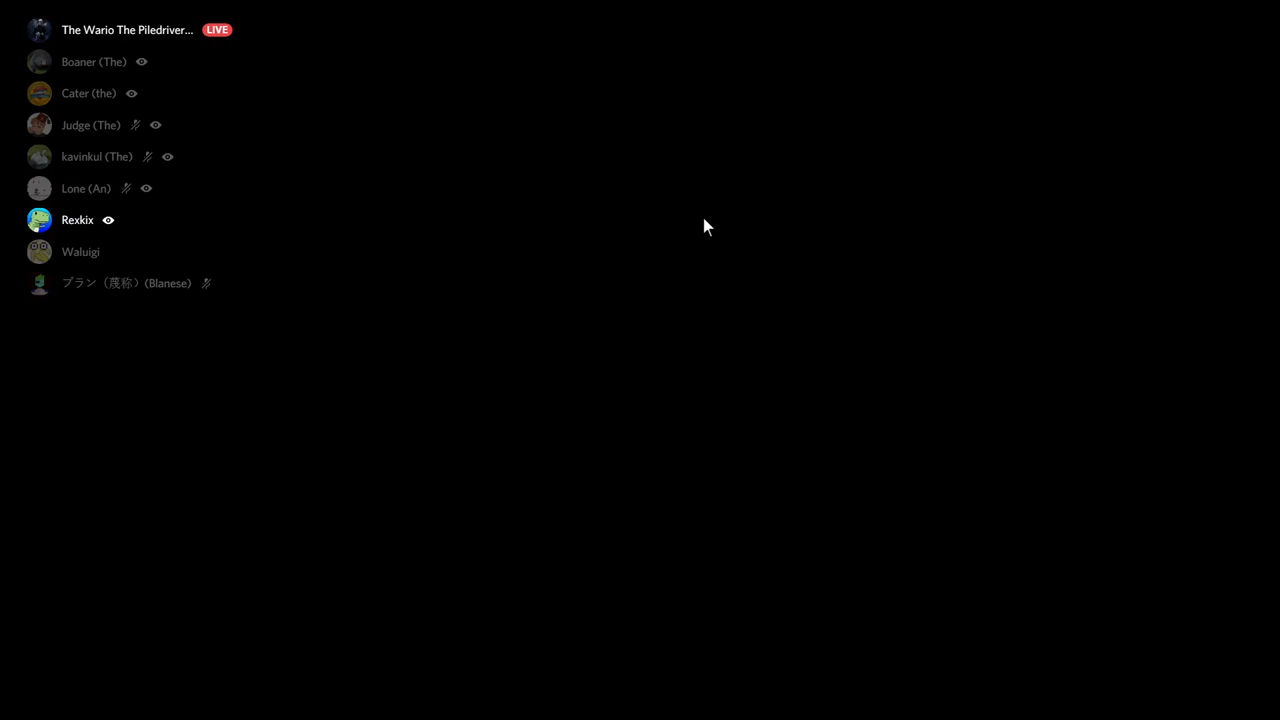 The Wario The Piledriver... LIVE
Boaner (The)
Cater (the)
Judge (The)
kavinkul (The)
Lone (An)
Rexkix
Waluigi
ブラン（蔑称）(Blanese)